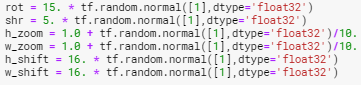 rot = 15. * tf.random.normal([1],dtype='float32')
shr = 5. * tf.random.normal([1],dtype='float32')
h_zoom = 1.0 + tf.random.normal([1],dtype='float32')/10.
w_zoom = 1.0 + tf.random.normal([1],dtype='float32')/10.
h_shift = 16. * tf.random.normal([1],dtype='float32')
w_shift = 16. * tf.random.normal([1],dtype='float32')